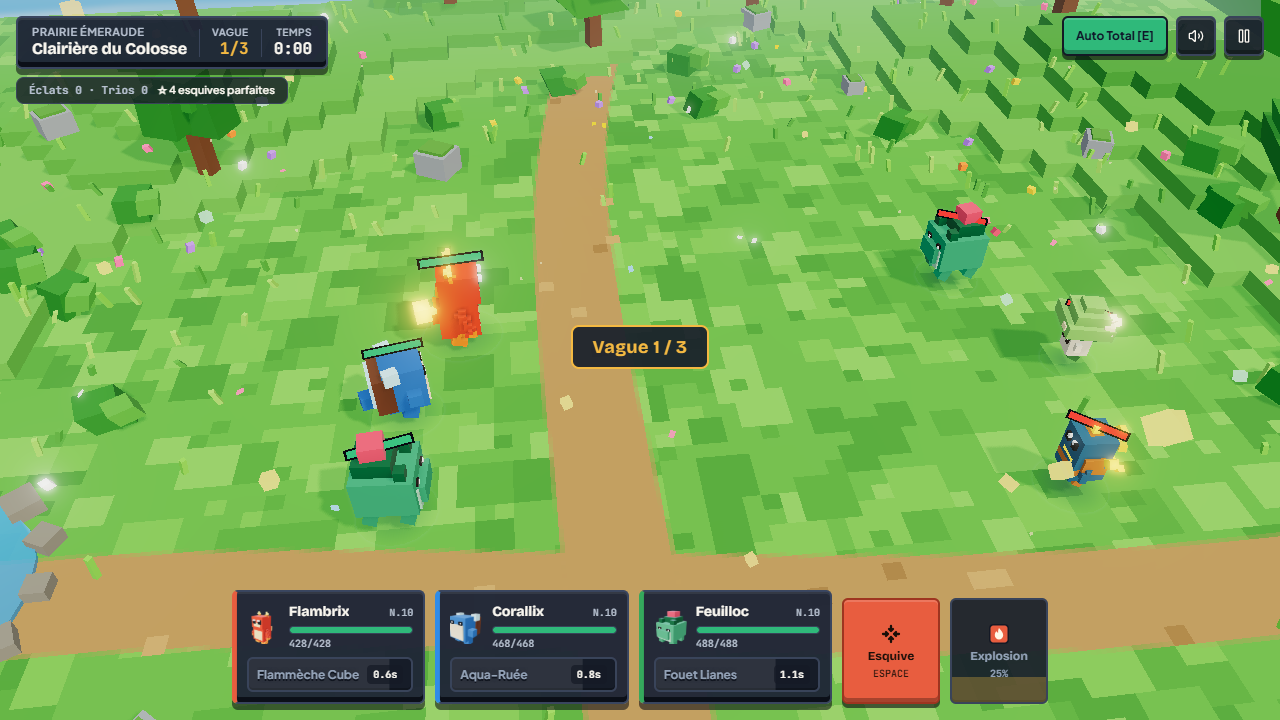 PRAIRIE ÉMERAUDE
Clairière du Colosse
VAGUE
1/3
TEMPS
0:00
Auto Total [E]
Éclats 0 · Trios 0 ★ 4 esquives parfaites
Vague 1 / 3
Flambrix N.10
428/428
Flammèche Cube 0.6s
Corallix N.10
468/468
Aqua-Ruée 0.8s
Feuilloc N.10
488/488
Fouet Lianes 1.1s
Esquive
ESPACE
Explosion
25%